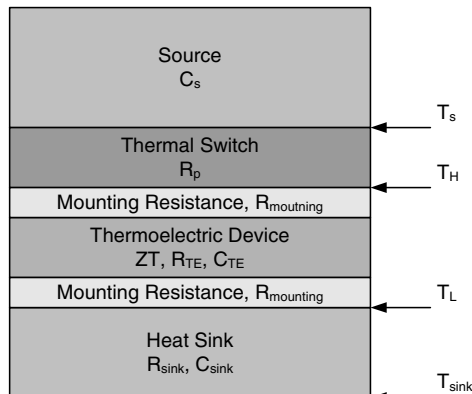 Source
Cs
Ts
Thermal Switch
Rp
TH
Mounting Resistance, Rmoutning
Thermoelectric Device
ZT, RTE, CTE
Mounting Resistance, Rmounting
TL
Heat Sink
Rsink, Csink
Tsink